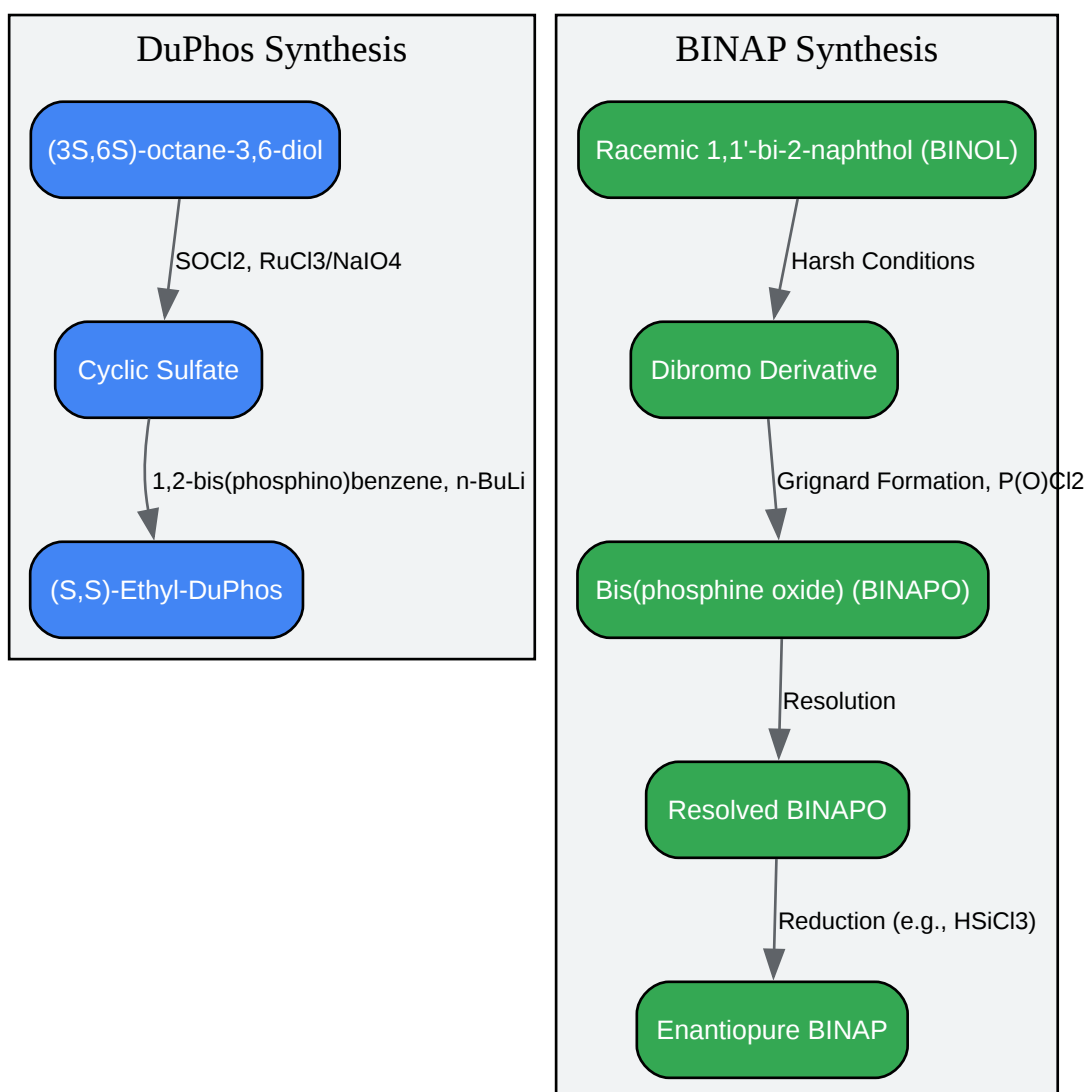 DuPhos Synthesis
(3S,6S)-octane-3,6-diol
SOCl2, RuCl3/NaIO4
Cyclic Sulfate
1,2-bis(phosphino)benzene, n-BuLi
(S,S)-Ethyl-DuPhos
BINAP Synthesis
Racemic 1,1'-bi-2-naphthol (BINOL)
Harsh Conditions
Dibromo Derivative
Grignard Formation, P(O)Cl2
Bis(phosphine oxide) (BINAPO)
Resolution
Resolved BINAPO
Reduction (e.g., HSiCl3)
Enantiopure BINAP